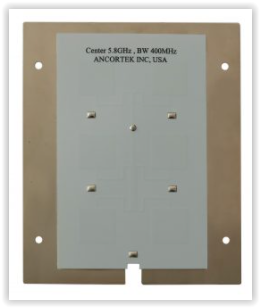 Center 5.8GHz , BW 400MHz
ANCORTEK INC, USA